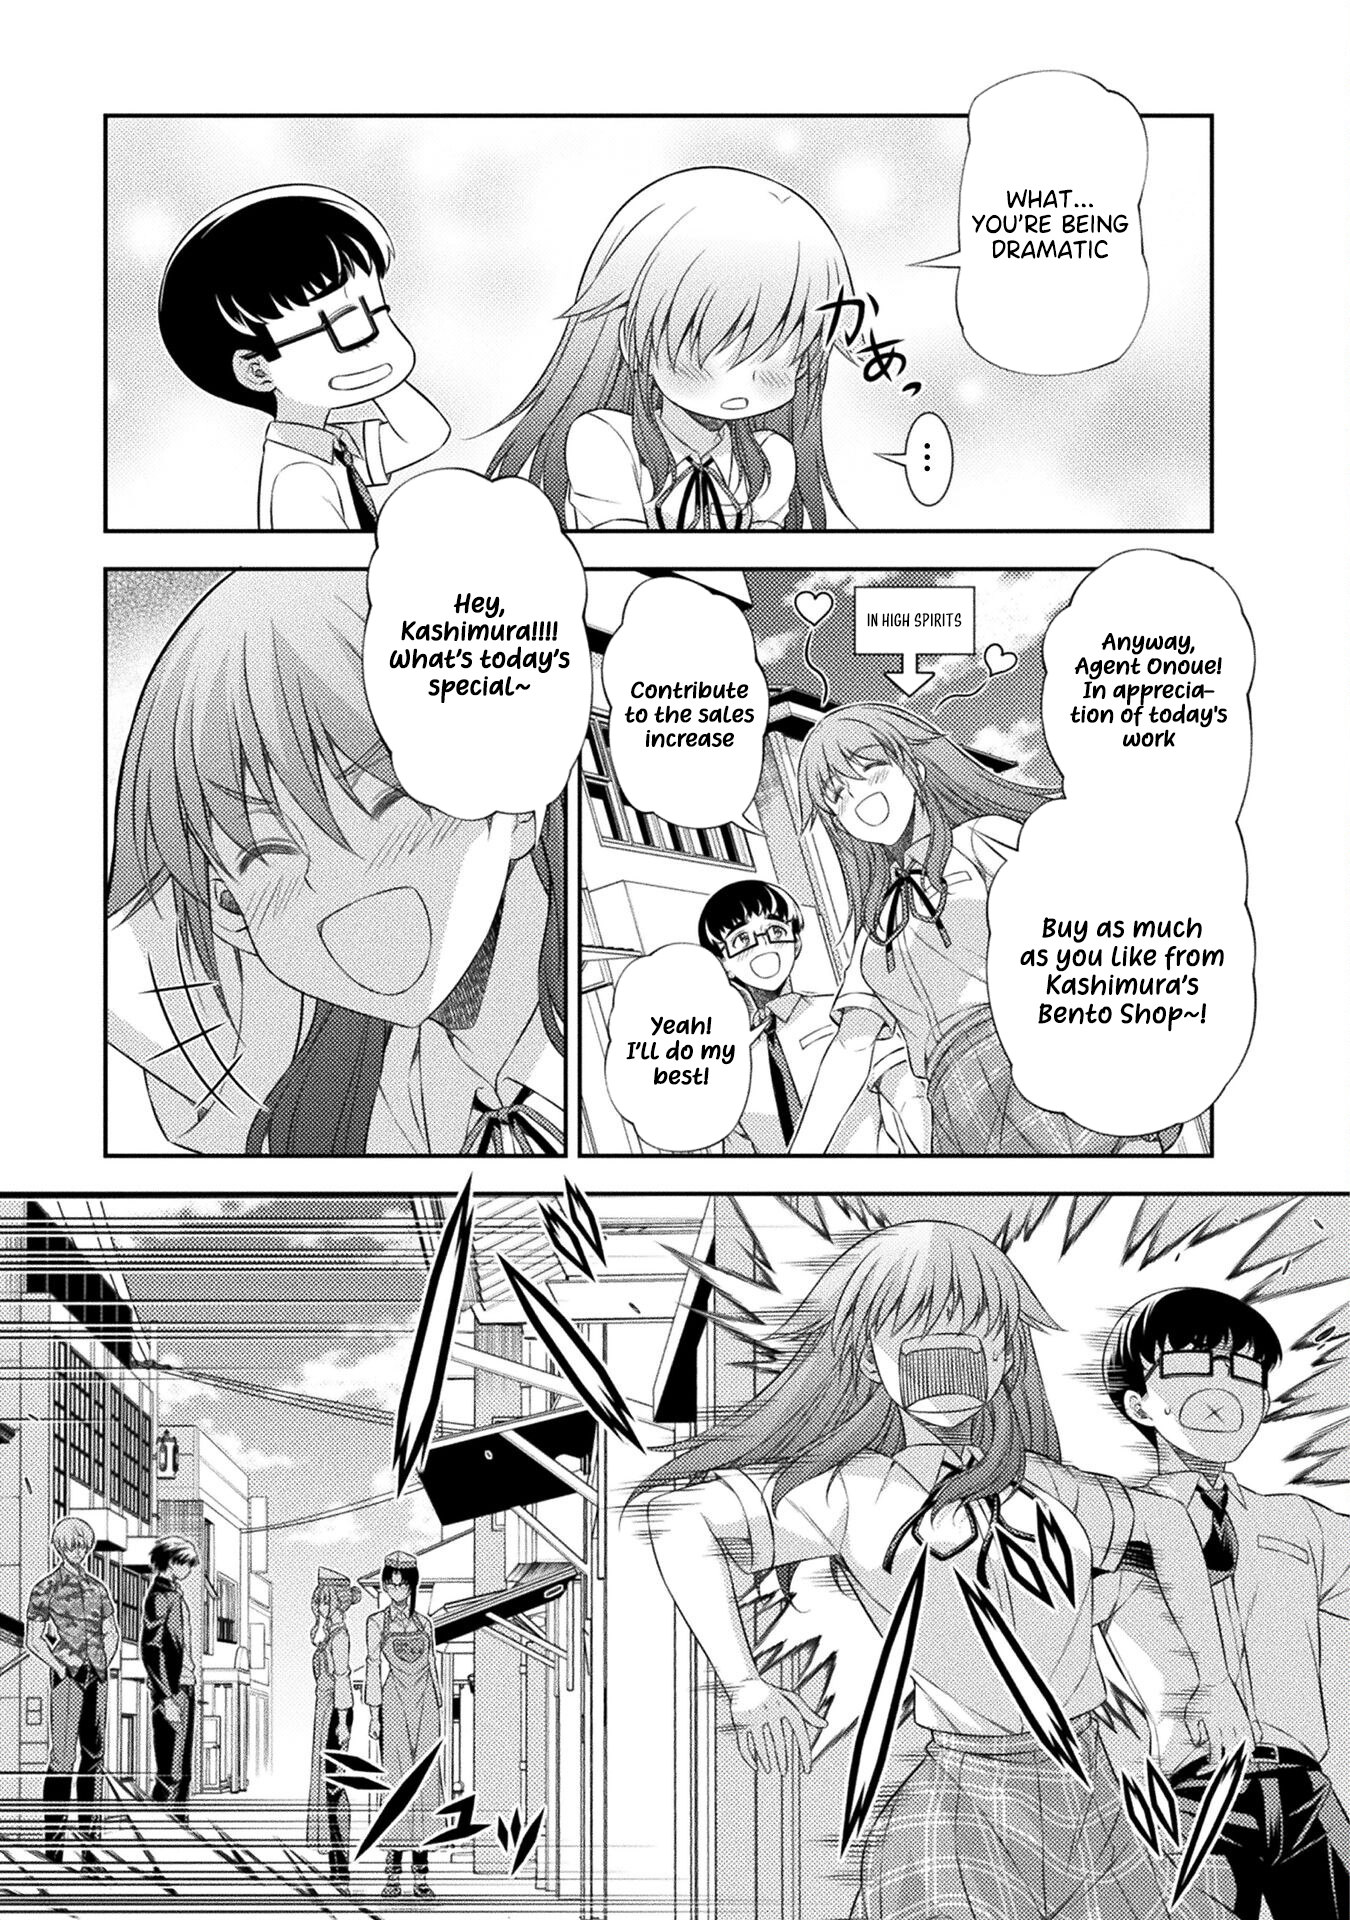 WHAT...
YOU'RE BEING
DRAMATIC
かあっ
...
Anyway,
Agent Onoue!
In apprecia-
tion of today's
work
Buy as much
as you like from
Kashimura's
Bento Shop~!
IN HIGH SPIRITS
Contribute
to the sales
increase
Yeah!
I'll do my
best!
Hey,
Kashimura!!!!
What's today's
special~